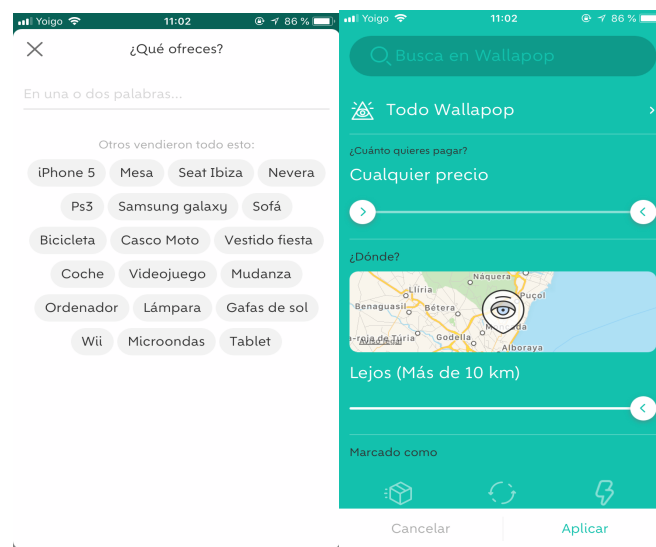 Yoigo 11:02 86 %
¿Qué ofreces?
En una o dos palabras...
Otros vendieron todo esto:
iPhone 5 Mesa Seat Ibiza Nevera
Ps3 Samsung galaxy Sofá
Bicicleta Casco Moto Vestido fiesta
Coche Videojuego Mudanza
Ordenador Lámpara Gafas de sol
Wii Microondas Tablet
Yoigo 11:02 86 %
Busca en Wallapop
Todo Wallapop
¿Cuánto quieres pagar?
Cualquier precio
¿Dónde?
Náquera
Llíria
Puçol
Benaguasil
Bétera
Godella
Alboraya
Aviso legal
Lejos (Más de 10 km)
Marcado como
Cancelar Aplicar